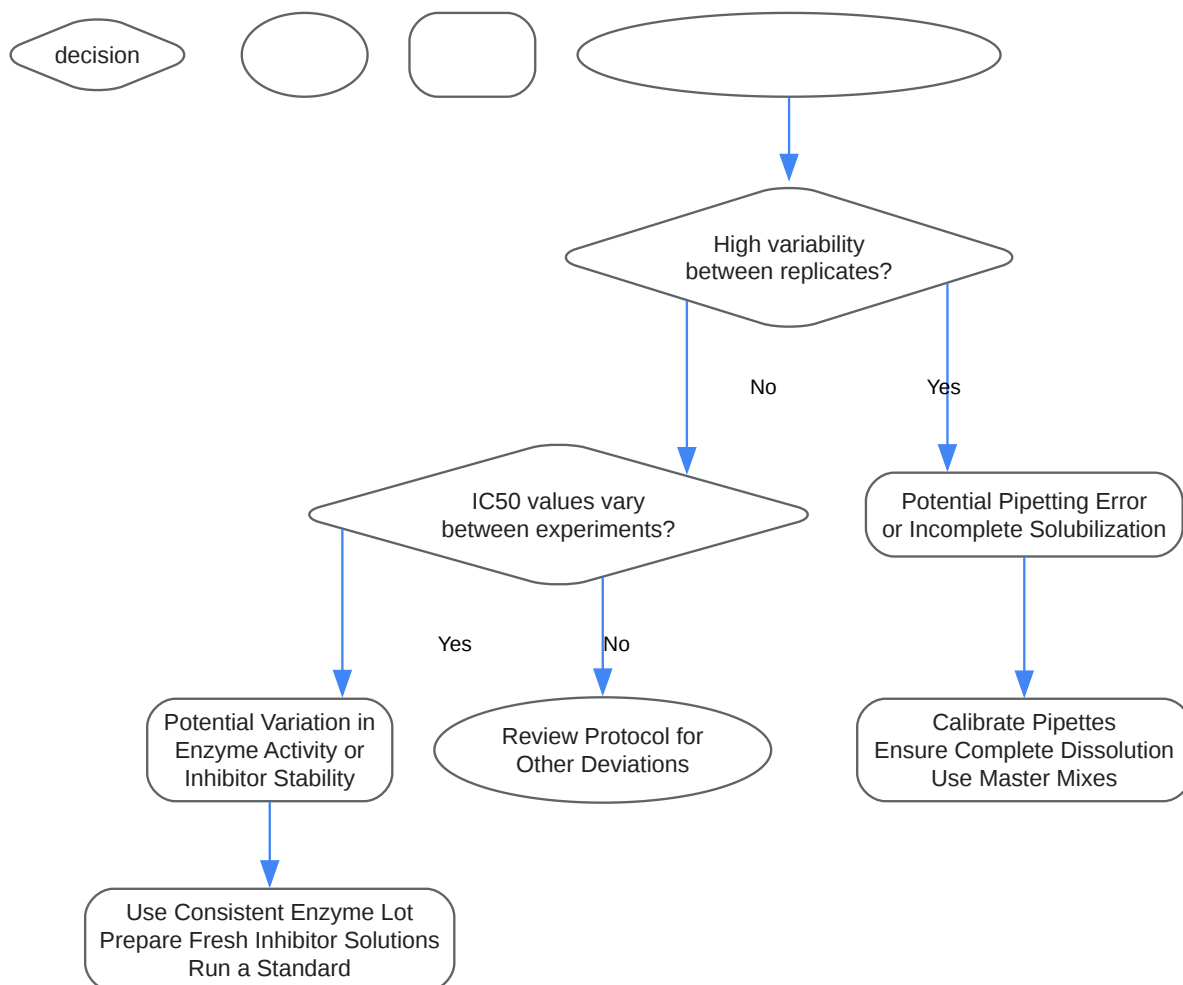 decision
High variability
between replicates?
No
Yes
IC50 values vary
between experiments?
Potential Pipetting Error
or Incomplete Solubilization
Yes
No
Potential Variation in
Enzyme Activity or
Inhibitor Stability
Review Protocol for
Other Deviations
Calibrate Pipettes
Ensure Complete Dissolution
Use Master Mixes
Use Consistent Enzyme Lot
Prepare Fresh Inhibitor Solutions
Run a Standard